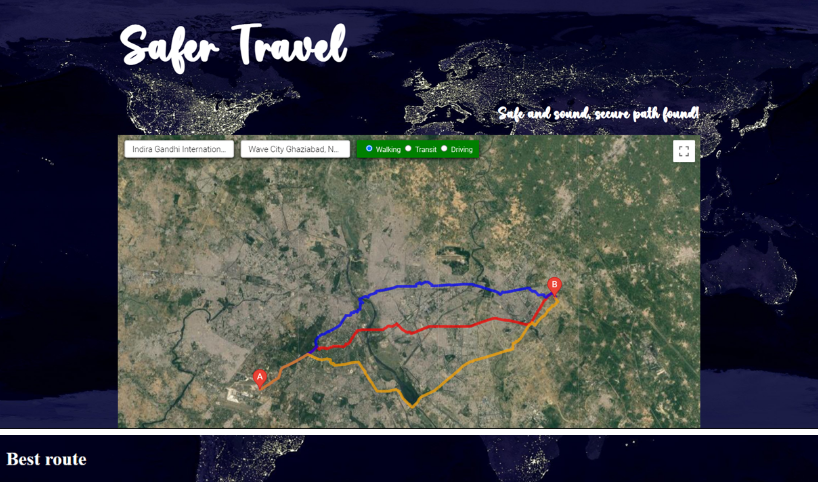 Safer Travel
Safe and sound, secure path found!
Indira Gandhi Internation...
Wave City Ghaziabad, N...
Walking Transit Driving
A
B
Best route